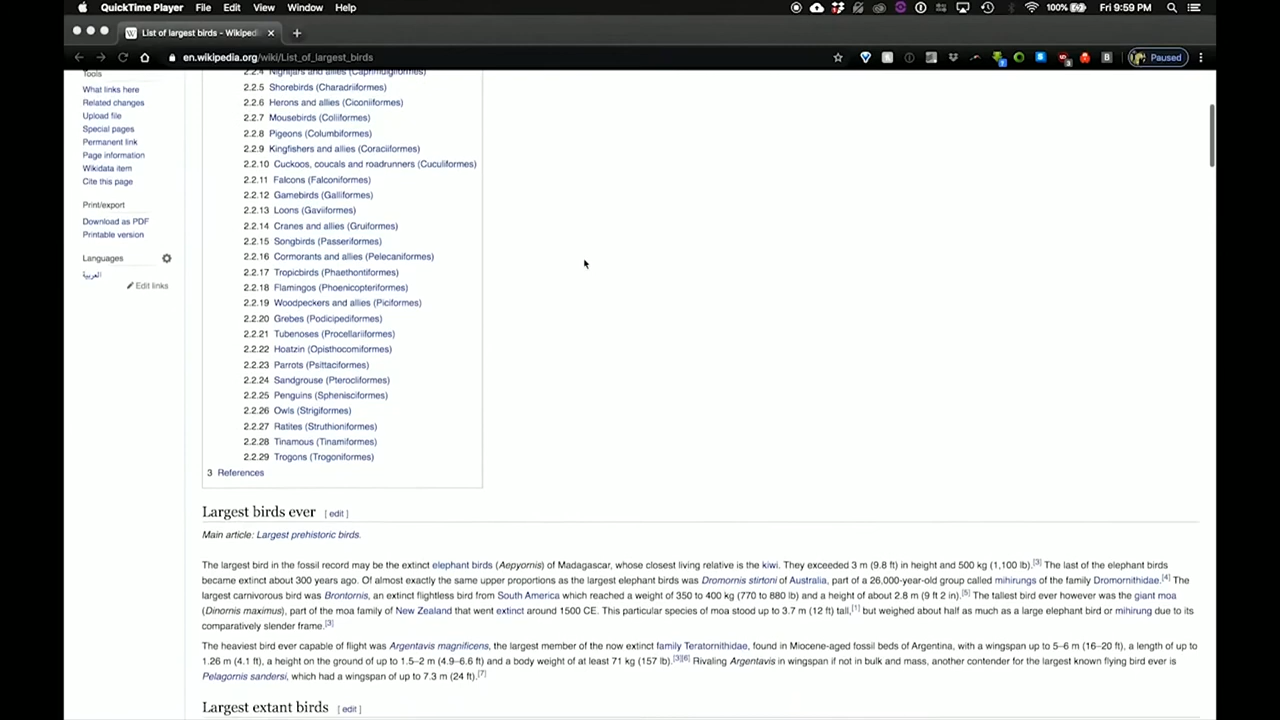 QuickTime Player File Edit View Window Help 100% Fri 9:59 PM
List of largest birds - Wikiped
en.wikipedia.org/wiki/List_of_largest_birds Paused
Tools
What links here
Related changes
Upload file
Special pages
Permanent link
Page information
Wikidata item
Cite this page
Print/export
Download as PDF
Printable version
Languages
العربية
Edit links
2.2.4 Nightjars and allies (Caprimulgiformes)
2.2.5 Shorebirds (Charadriiformes)
2.2.6 Herons and allies (Ciconiiformes)
2.2.7 Mousebirds (Coliiformes)
2.2.8 Pigeons (Columbiformes)
2.2.9 Kingfishers and allies (Coraciiformes)
2.2.10 Cuckoos, coucals and roadrunners (Cuculiformes)
2.2.11 Falcons (Falconiformes)
2.2.12 Gamebirds (Galliformes)
2.2.13 Loons (Gaviiformes)
2.2.14 Cranes and allies (Gruiformes)
2.2.15 Songbirds (Passeriformes)
2.2.16 Cormorants and allies (Pelecaniformes)
2.2.17 Tropicbirds (Phaethontiformes)
2.2.18 Flamingos (Phoenicopteriformes)
2.2.19 Woodpeckers and allies (Piciformes)
2.2.20 Grebes (Podicipediformes)
2.2.21 Tubenoses (Procellariiformes)
2.2.22 Hoatzin (Opisthocomiformes)
2.2.23 Parrots (Psittaciformes)
2.2.24 Sandgrouse (Pterocliformes)
2.2.25 Penguins (Sphenisciformes)
2.2.26 Owls (Strigiformes)
2.2.27 Ratites (Struthioniformes)
2.2.28 Tinamous (Tinamiformes)
2.2.29 Trogons (Trogoniformes)
3 References
Largest birds ever [ edit ]
Main article: Largest prehistoric birds.
The largest bird in the fossil record may be the extinct elephant birds (Aepyornis) of Madagascar, whose closest living relative is the kiwi. They exceeded 3 m (9.8 ft) in height and 500 kg (1,100 lb).[3] The last of the elephant birds
became extinct about 300 years ago. Of almost exactly the same upper proportions as the largest elephant birds was Dromornis stirtoni of Australia, part of a 26,000-year-old group called mihirungs of the family Dromornithidae.[4] The
largest carnivorous bird was Brontornis, an extinct flightless bird from South America which reached a weight of 350 to 400 kg (770 to 880 lb) and a height of about 2.8 m (9 ft 2 in).[5] The tallest bird ever however was the giant moa
(Dinornis maximus), part of the moa family of New Zealand that went extinct around 1500 CE. This particular species of moa stood up to 3.7 m (12 ft) tall,[1] but weighed about half as much as a large elephant bird or mihirung due to its
comparatively slender frame.[3]
The heaviest bird ever capable of flight was Argentavis magnificens, the largest member of the now extinct family Teratornithidae, found in Miocene-aged fossil beds of Argentina, with a wingspan up to 5–6 m (16–20 ft), a length of up to
1.26 m (4.1 ft), a height on the ground of up to 1.5–2 m (4.9–6.6 ft) and a body weight of at least 71 kg (157 lb).[3][6] Rivaling Argentavis in wingspan if not in bulk and mass, another contender for the largest known flying bird ever is
Pelagornis sandersi, which had a wingspan of up to 7.3 m (24 ft).[7]
Largest extant birds [ edit ]